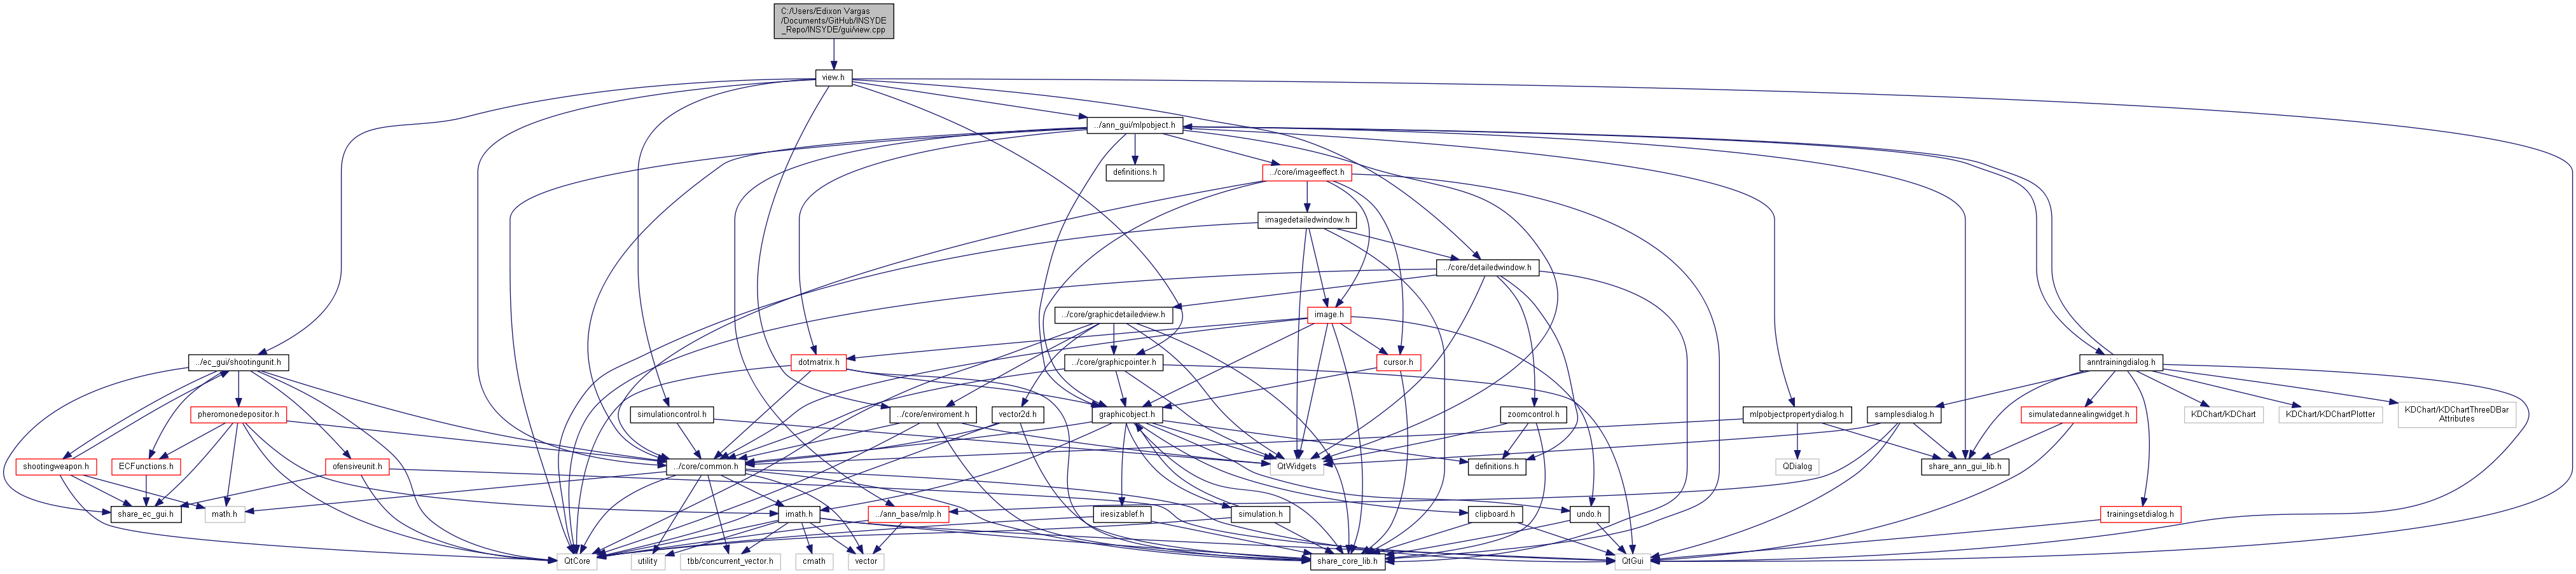 C:/Users/Edixon Vargas
/Documents/GitHub/INSYDE
_Repo/INSYDE/gui/view.cpp
view.h
../ann_gui/mlpobject.h
definitions.h
../core/imageeffect.h
imagedetailedwindow.h
../core/detailedwindow.h
../core/graphicdetailedview.h
image.h
../ec_gui/shootingunit.h
dotmatrix.h
../core/graphicpointer.h
cursor.h
anntrainingdialog.h
pheromonedepositor.h
simulationcontrol.h
../core/enviroment.h
vector2d.h
graphicobject.h
zoomcontrol.h
mlpobjectpropertydialog.h
samplesdialog.h
simulatedannealingwidget.h
KDChart/KDChart
KDChart/KDChartPlotter
KDChart/KDChartThreeDBar
Attributes
shootingweapon.h
ECFunctions.h
ofensiveunit.h
../core/common.h
QtWidgets
definitions.h
QDialog
share_ann_gui_lib.h
share_ec_gui.h
math.h
imath.h
../ann_base/mlp.h
iresizablef.h
simulation.h
clipboard.h
undo.h
trainingsetdialog.h
QtCore
utility
tbb/concurrent_vector.h
cmath
vector
share_core_lib.h
QtGui